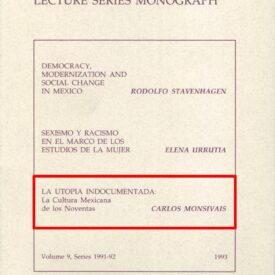 LECTURE SERIES MONOGRAPH
DEMOCRACY,
MODERNIZATION AND
SOCIAL CHANGE
IN MEXICO RODOLFO STAVENHAGEN
SEXISMO Y RACISMO
EN EL MARCO DE LOS
ESTUDIOS DE LA MUJER ELENA URRUTIA
LA UTOPIA INDOCUMENTADA:
La Cultura Mexicana
de los Noventas CARLOS MONSIVAIS
Volume 9, Series 1991-92 1993